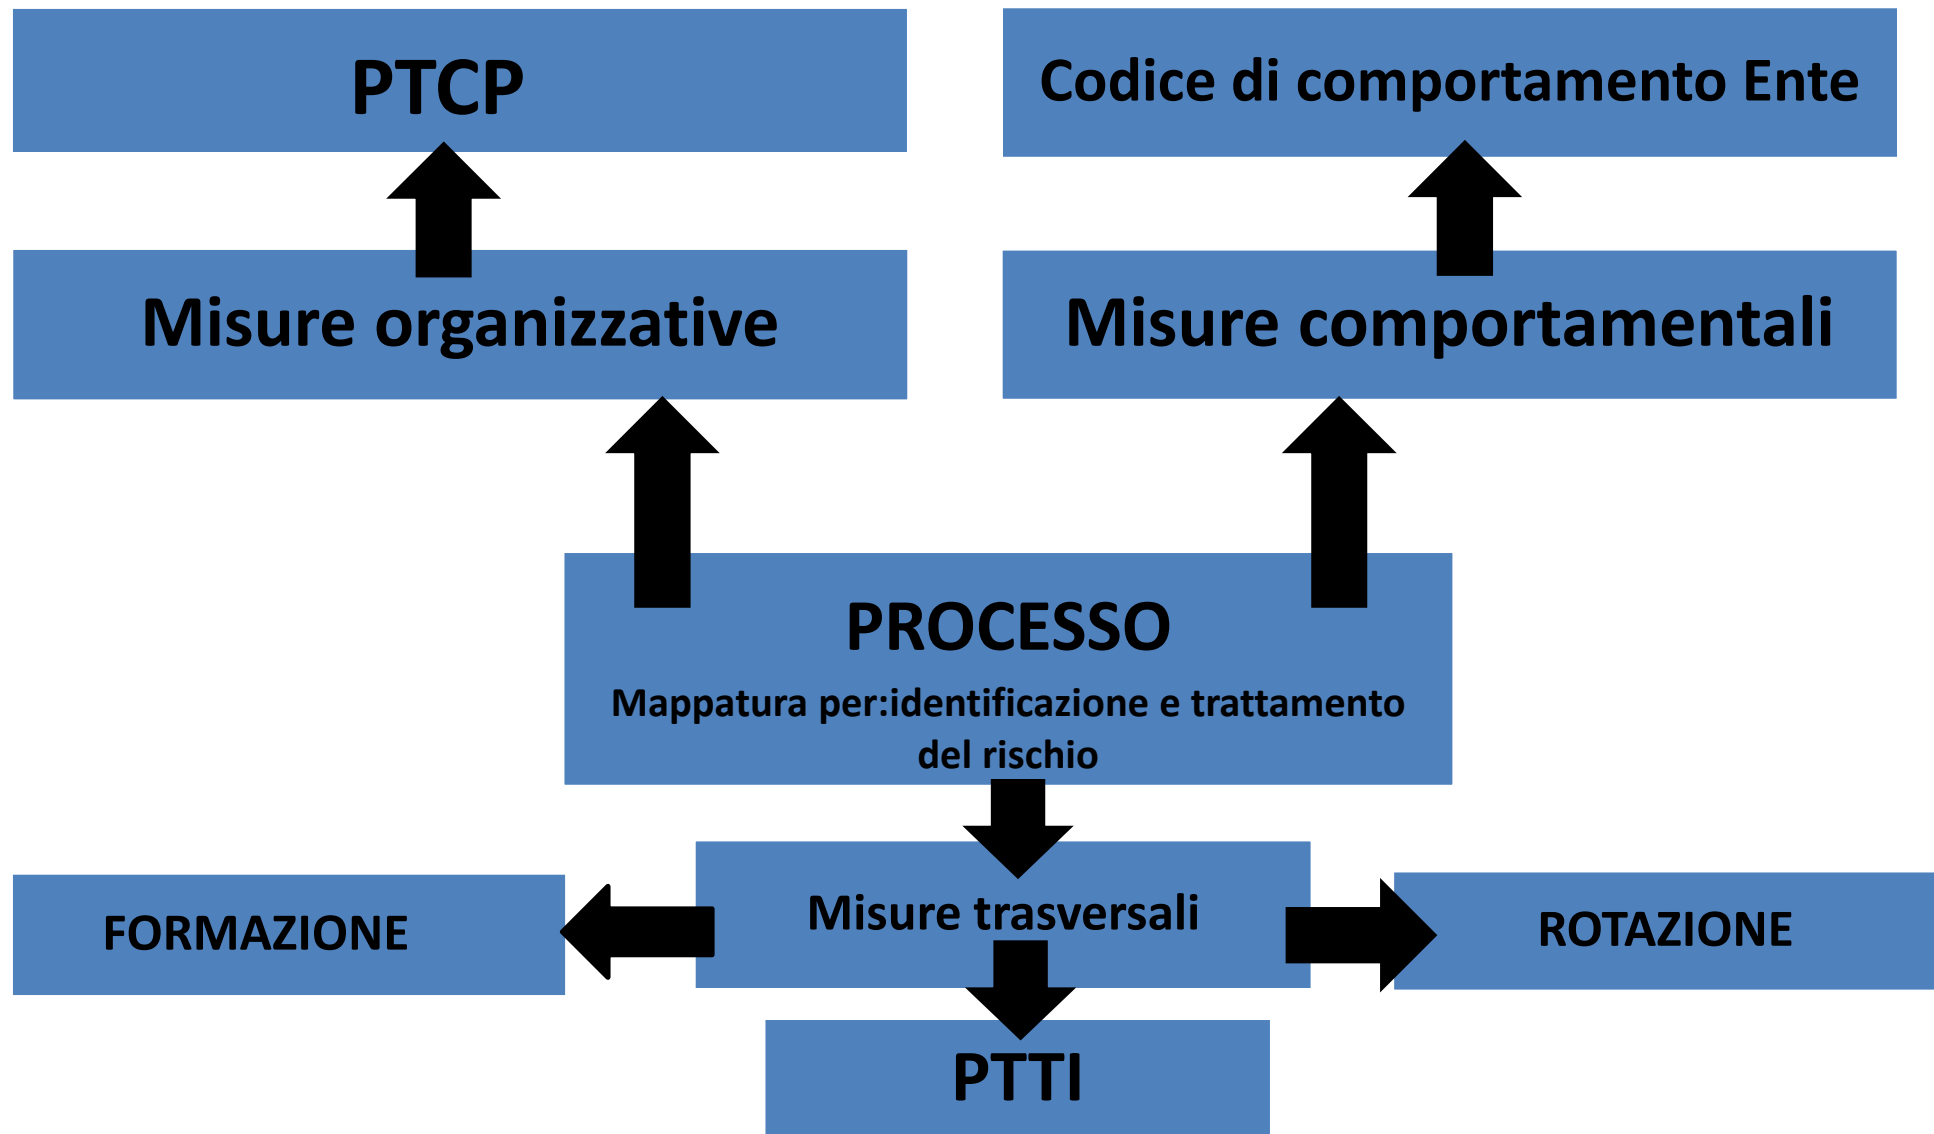 PTCP
Codice di comportamento Ente
Misure organizzative
Misure comportamentali
PROCESSO
Mappatura per:identificazione e trattamento
del rischio
Misure trasversali
FORMAZIONE
ROTAZIONE
PTTI